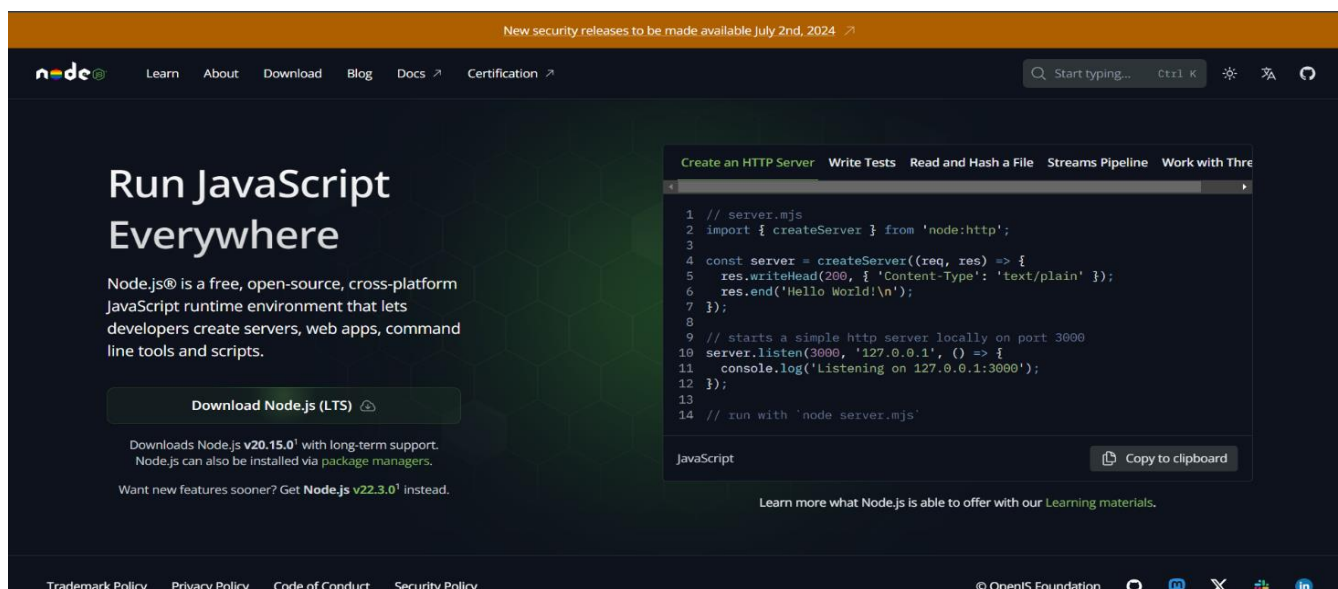 New security releases to be made available July 2nd, 2024
node JS
Learn About Download Blog Docs Certification
Start typing... Ctrl K
Run JavaScript
Everywhere
Node.js® is a free, open-source, cross-platform
JavaScript runtime environment that lets
developers create servers, web apps, command
line tools and scripts.
Download Node.js (LTS)
Downloads Node.js v20.15.0¹ with long-term support.
Node.js can also be installed via package managers.
Want new features sooner? Get Node.js v22.3.0¹ instead.
Create an HTTP Server Write Tests Read and Hash a File Streams Pipeline Work with Thre
1 // server.mjs
2 import { createServer } from 'node:http';
3
4 const server = createServer((req, res) => {
5   res.writeHead(200, { 'Content-Type': 'text/plain' });
6   res.end('Hello World!\n');
7 });
8
9 // starts a simple http server locally on port 3000
10 server.listen(3000, '127.0.0.1', () => {
11   console.log('Listening on 127.0.0.1:3000');
12 });
13
14 // run with `node server.mjs`
JavaScript
Copy to clipboard
Learn more what Node.js is able to offer with our Learning materials.
Trademark Policy Privacy Policy Code of Conduct Security Policy
© OpenJS Foundation